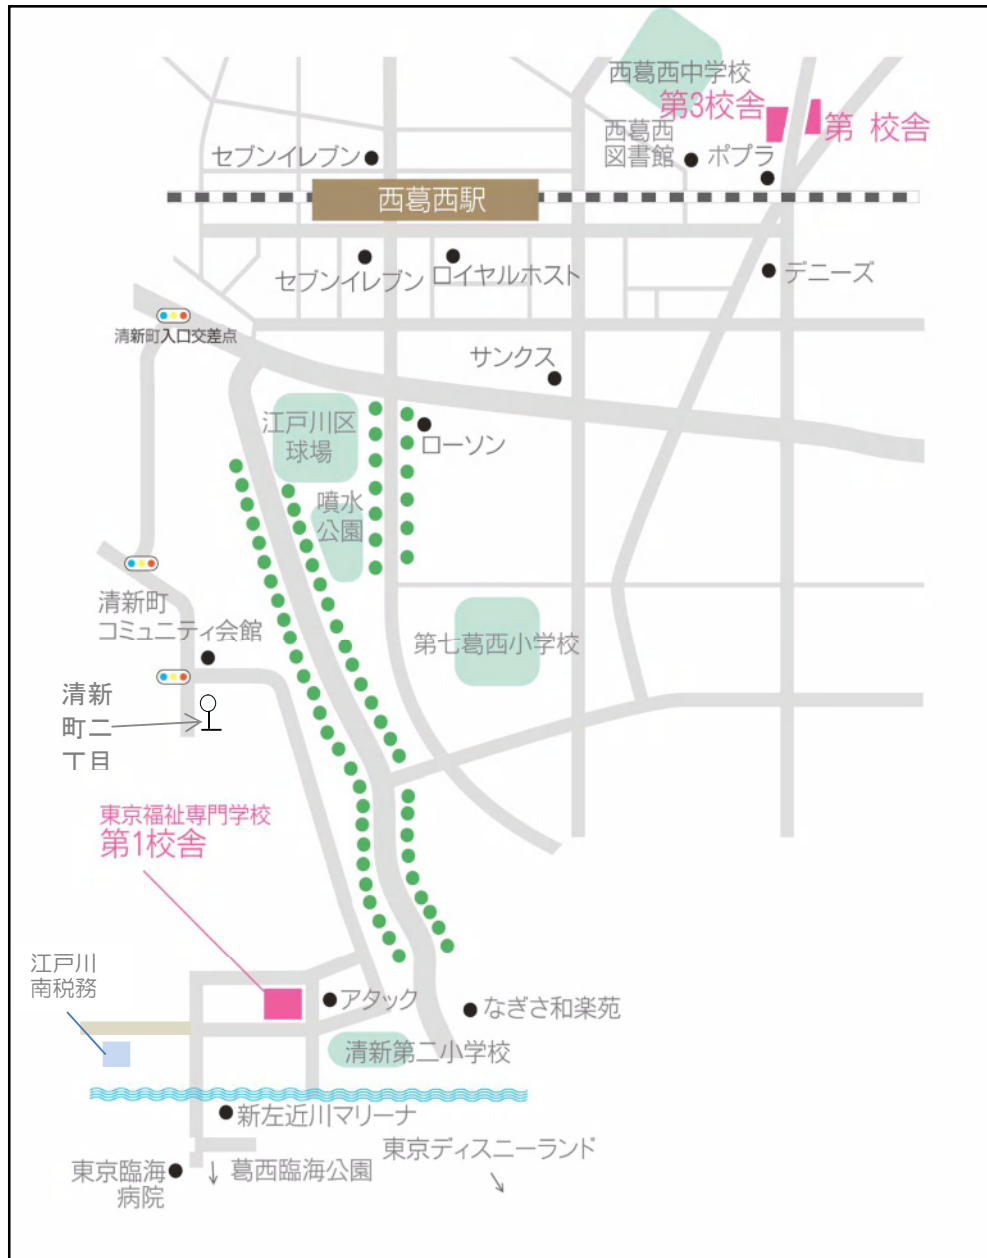 西葛西中学校
第3校舎
第 校舎
西葛西
図書館
ポプラ
セブンイレブン
西葛西駅
セブンイレブン
ロイヤルホスト
デニーズ
清新町入口交差点
サンクス
江戸川区
球場
ローソン
噴水
公園
清新町
コミュニティ会館
第七葛西小学校
清新
町二
丁目
東京福祉専門学校
第1校舎
江戸川
南税務
アタック
なぎさ和楽苑
清新第二小学校
新左近川マリーナ
東京ディスニーランド
東京臨海
病院
葛西臨海公園